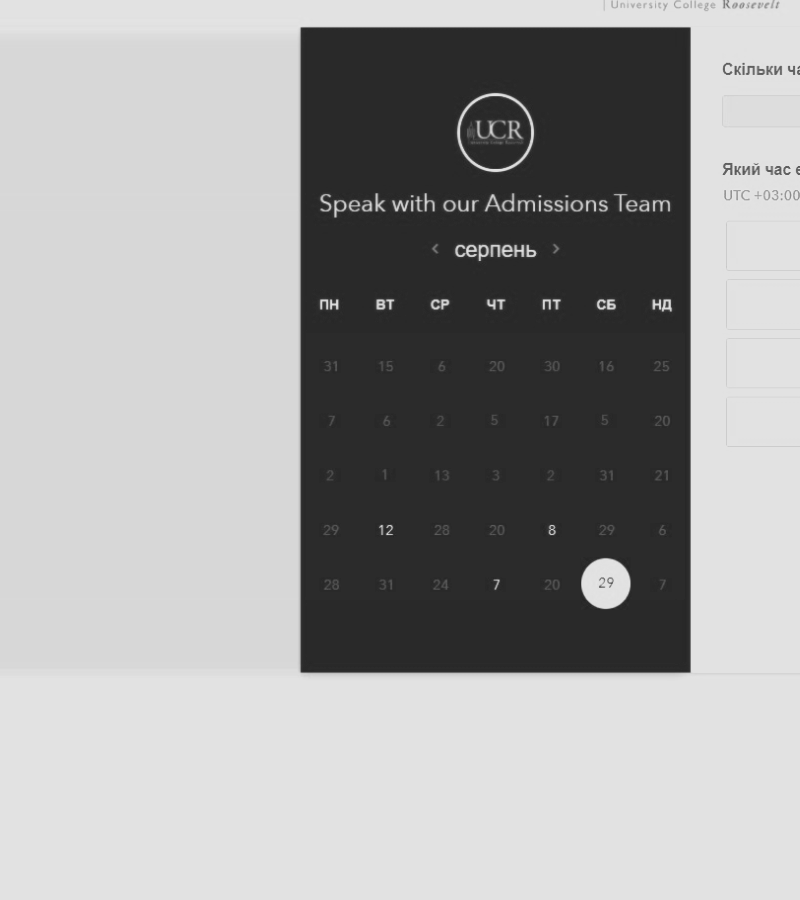 | University College Roosevelt
UCR
Speak with our Admissions Team
< серпень >
ПН ВТ СР ЧТ ПТ СБ НД
31 15 6 20 30 16 25
7 6 2 5 17 5 20
2 1 13 3 2 31 21
29 12 28 20 8 29 6
28 31 24 7 20 29 7
Скільки ча
Який час є
UTC +03:00